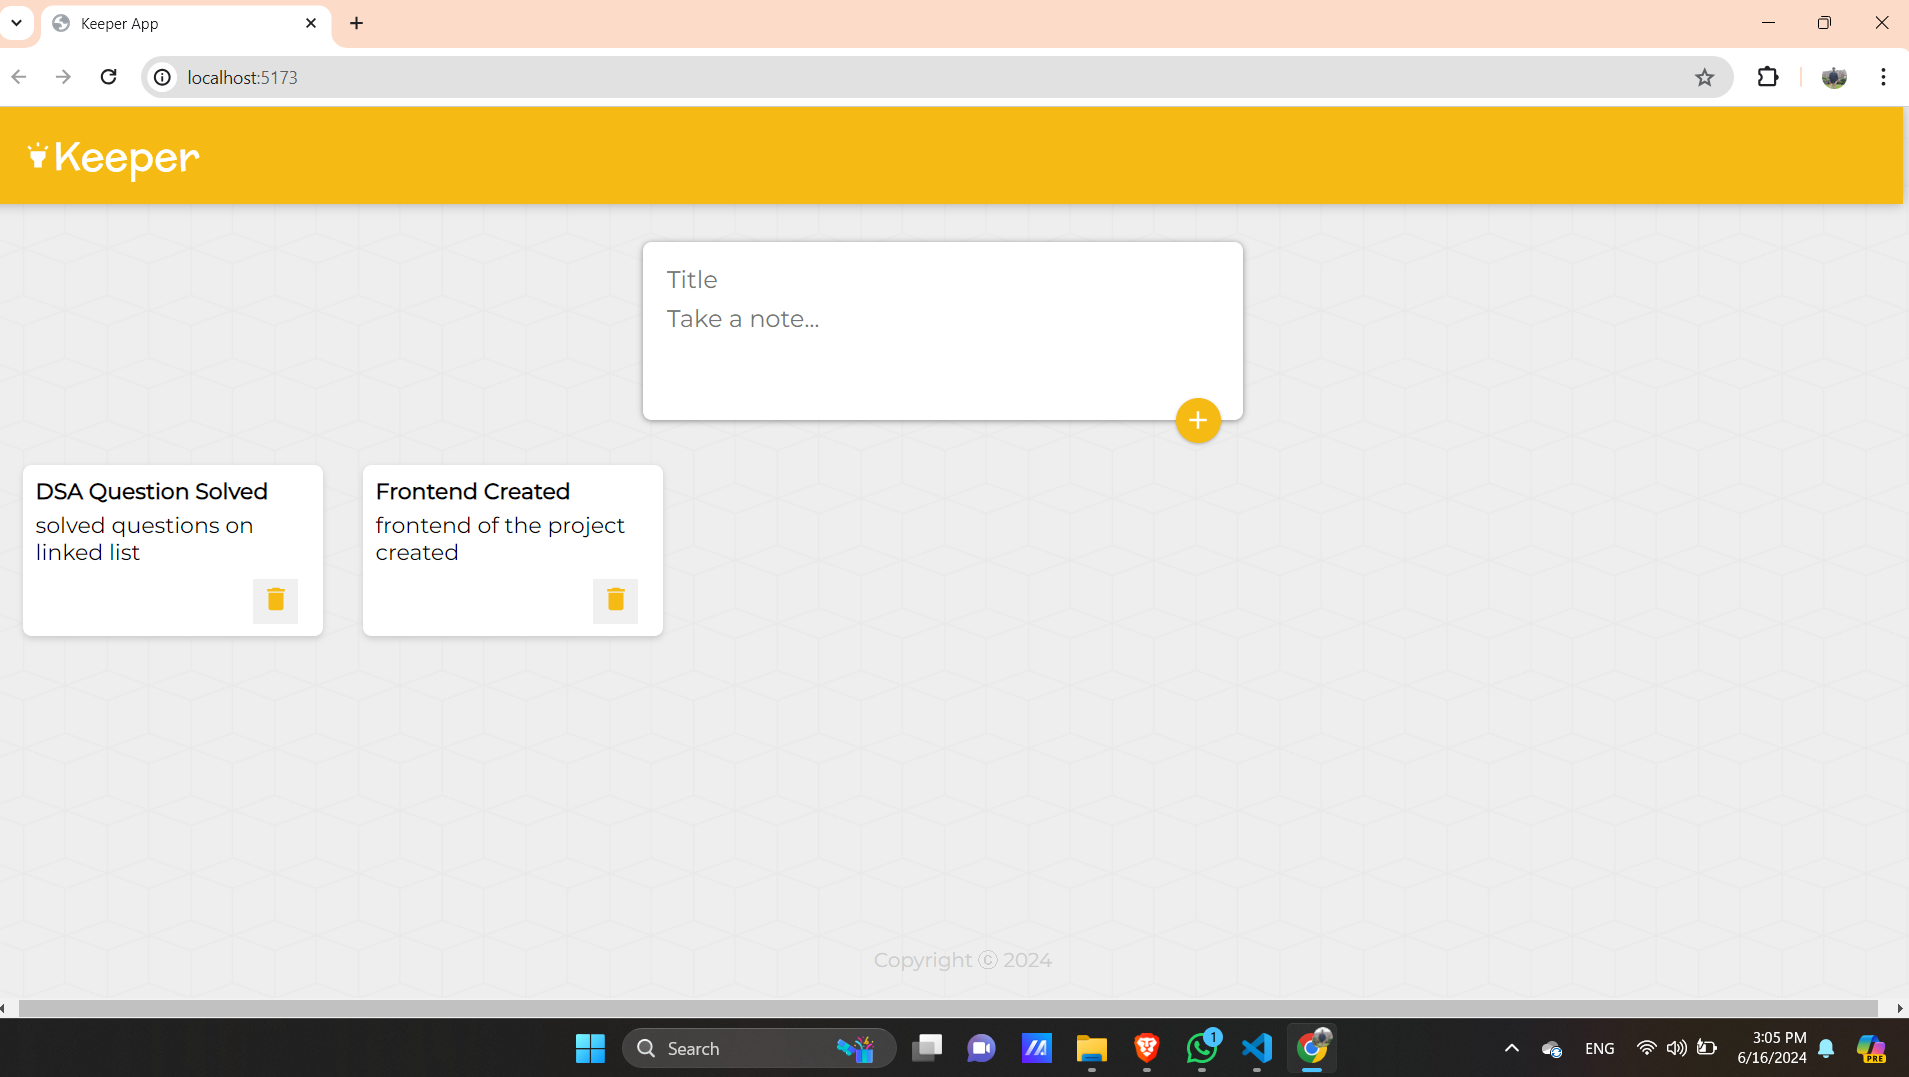 Keeper App
localhost:5173
Keeper
Title
Take a note...
DSA Question Solved
solved questions on
linked list
Frontend Created
frontend of the project
created
Copyright ⓒ 2024
Search
1
ENG
3:05 PM
6/16/2024
PRE